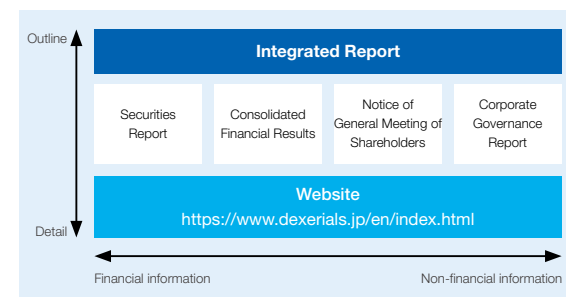 Outline
Integrated Report
Securities
Report
Consolidated
Financial Results
Notice of
General Meeting of
Shareholders
Corporate
Governance
Report
Website
https://www.dexerials.jp/en/index.html
Detail
Financial information
Non-financial information